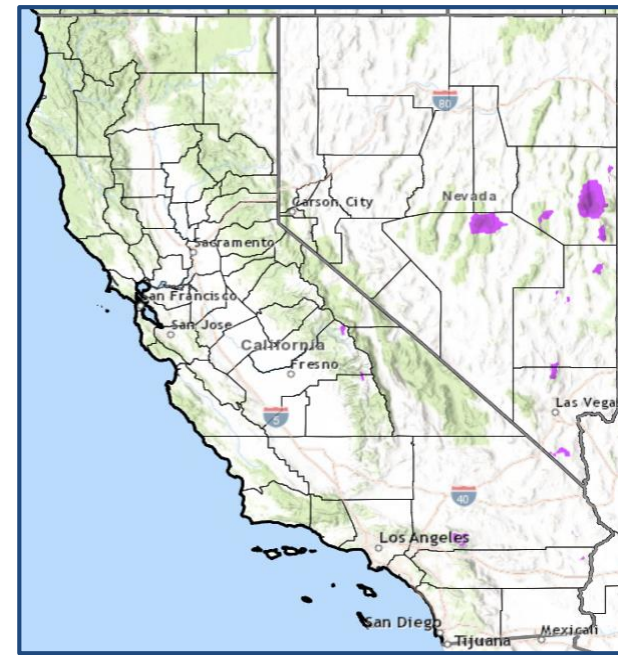 80
Carson City
Nevada
Sacramento
San Francisco
San Jose
California
Fresno
5
Las Vega
40
Los Angeles
San Diego
Tijuana
Mexicali